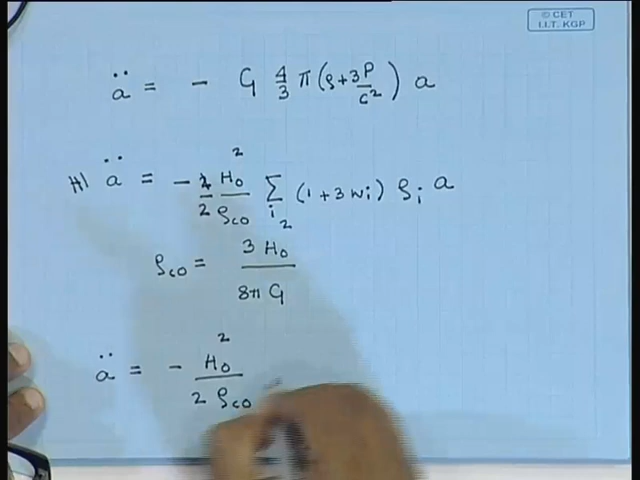 © CET
I.I.T. KGP
ä = - G 4/3 π (ρ + 3P/c²) a
H) ä = - 1/2 H₀²/ρc₀ Σᵢ (1 + 3wᵢ) ρᵢ a
ρc₀ = 3 H₀²/8π G
ä = - H₀²/2 ρc₀